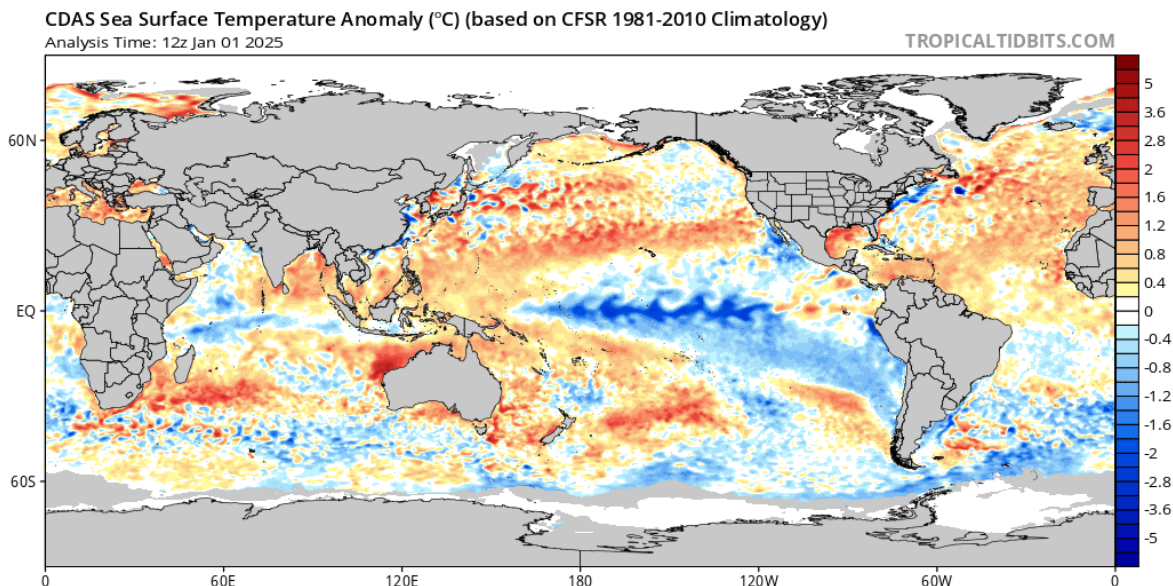 CDAS Sea Surface Temperature Anomaly (°C) (based on CFSR 1981-2010 Climatology)
Analysis Time: 12z Jan 01 2025
TROPICALTIDBITS.COM
60N
EQ
60S
0
60E
120E
180
120W
60W
0
5
3.6
2.8
2
1.6
1.2
0.8
0.4
0
-0.4
-0.8
-1.2
-1.6
-2
-2.8
-3.6
-5